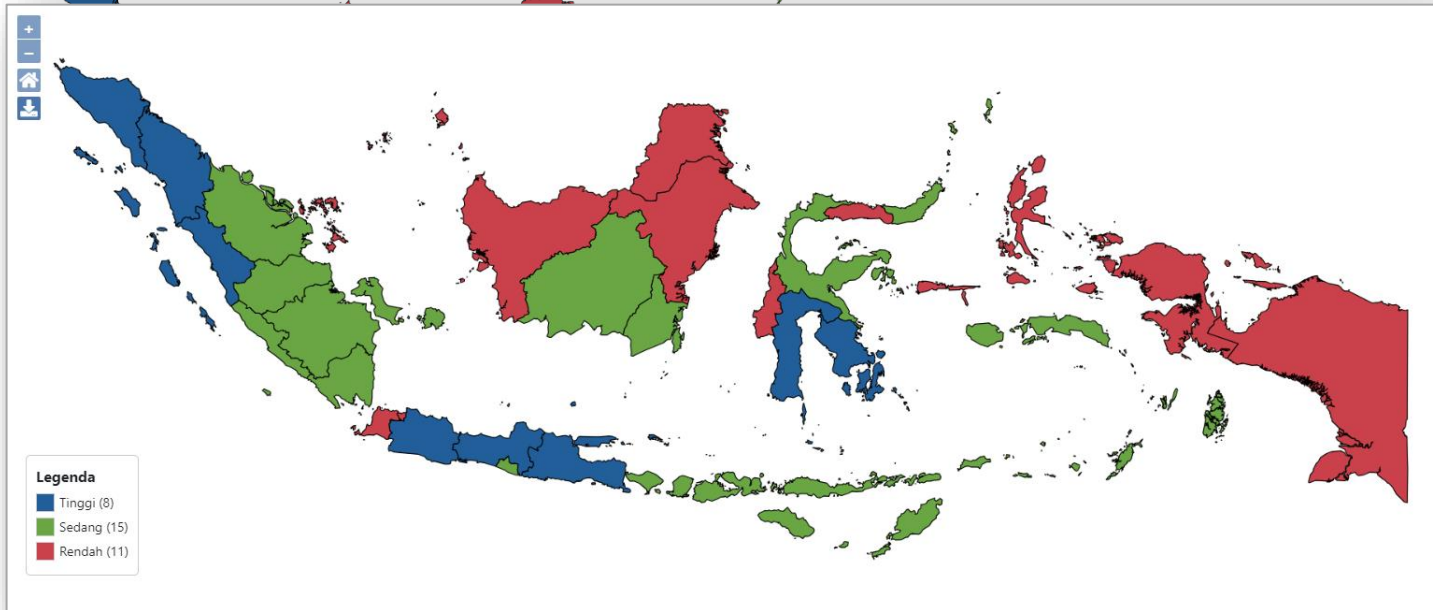 +
−
Legenda
Tinggi (8)
Sedang (15)
Rendah (11)